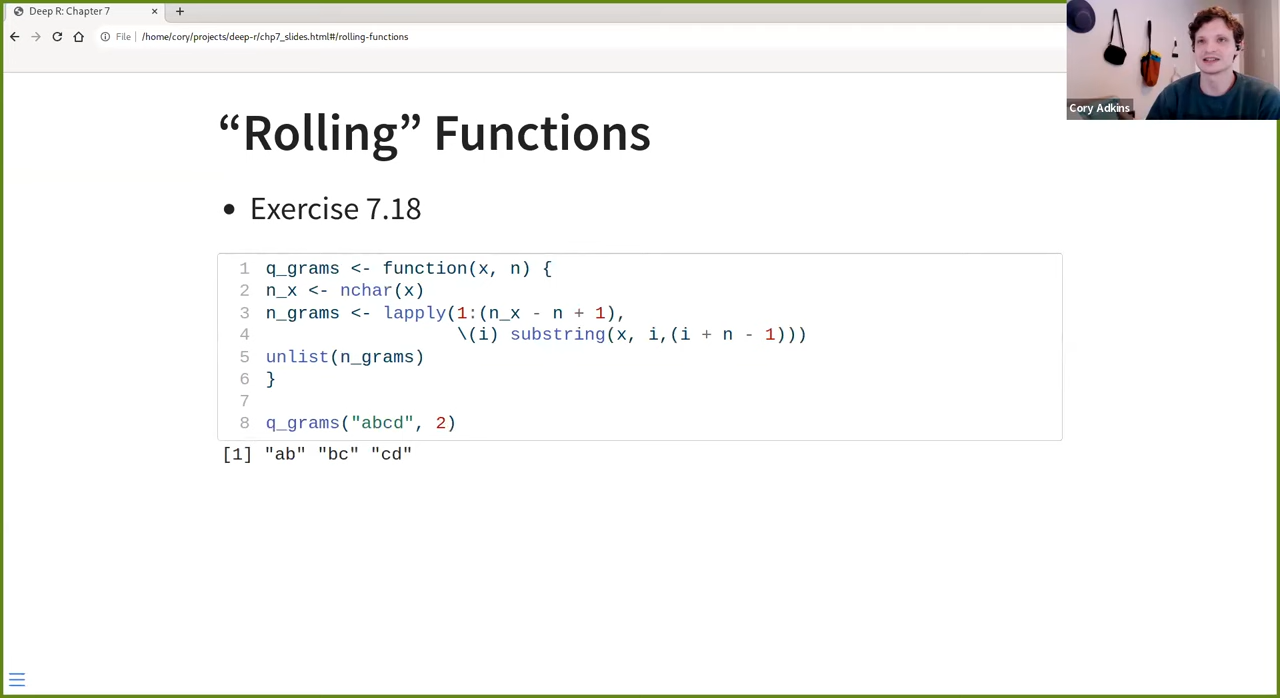 Deep R: Chapter 7
File /home/cory/projects/deep-r/chp7_slides.html#/rolling-functions
Cory Adkins
“Rolling” Functions
• Exercise 7.18
1 q_grams <- function(x, n) {
2 n_x <- nchar(x)
3 n_grams <- lapply(1:(n_x - n + 1),
4 \(i) substring(x, i,(i + n - 1)))
5 unlist(n_grams)
6 }
7
8 q_grams("abcd", 2)
[1] "ab" "bc" "cd"